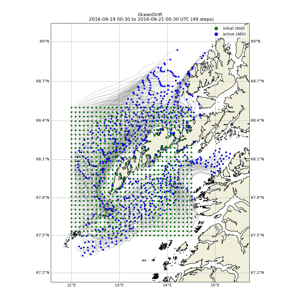 OceanDrift
2016-09-19 00:30 to 2016-09-21 00:30 UTC (49 steps)
initial (900)
69°N
69°N
68.7°N
68.7°N
68.4°N
68.4°N
68.1°N
68.2°N
67.8°N
67.8°N
67.5°N
67.5°N
67.2°N
67.2°N
12°E
13°E
14°E
15°E